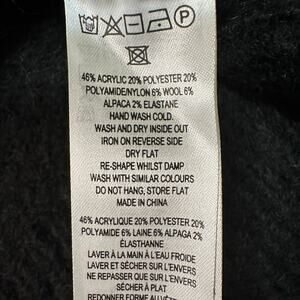 P
46% ACRYLIC 20% POLYESTER 20%
POLYAMIDE/NYLON 6% WOOL 6%
ALPACA 2% ELASTANE
HAND WASH COLD.
WASH AND DRY INSIDE OUT
IRON ON REVERSE SIDE
DRY FLAT
RE-SHAPE WHILST DAMP
WASH WITH SIMILAR COLOURS
DO NOT HANG, STORE FLAT
MADE IN CHINA
46% ACRYLIQUE 20% POLYESTER 20%
POLYAMIDE 6% LAINE 6% ALPAGA 2%
ÉLASTHANNE
LAVER À LA MAIN À L'EAU FROIDE
LAVER ET SÉCHER SUR L'ENVERS
NE REPASSER QUE SUR L'ENVERS
SÉCHER À PLAT
REDONNER FORME